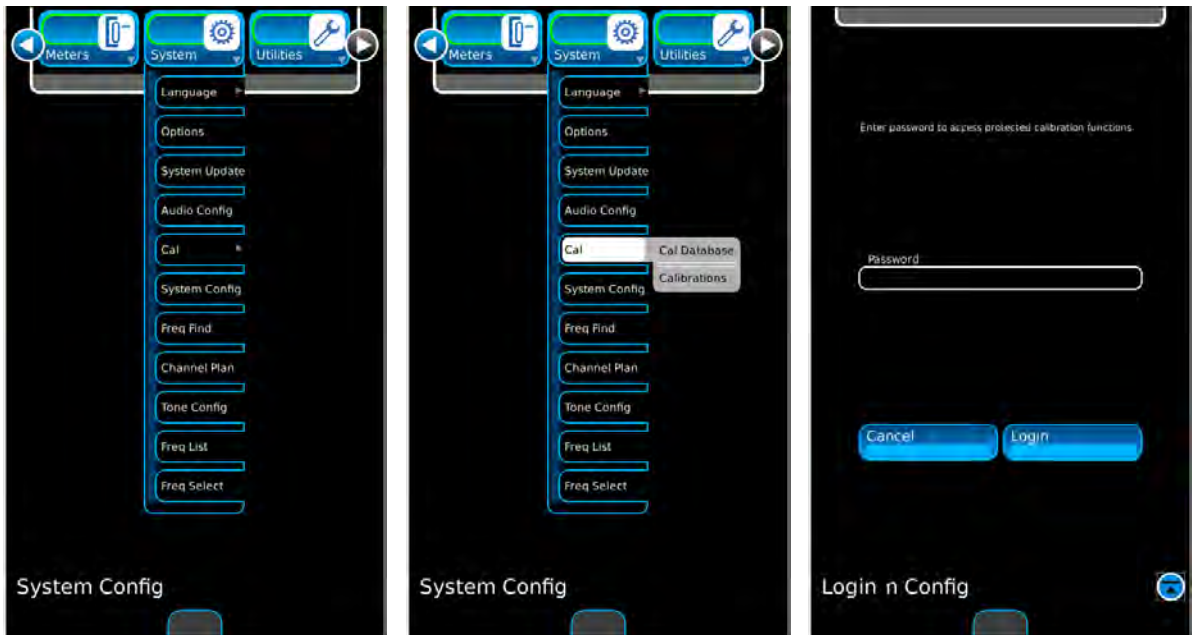 Meters System Utilities
Language
Options
System Update
Audio Config
Cal
System Config
Freq Find
Channel Plan
Tone Config
Freq List
Freq Select
System Config
Meters System Utilities
Language
Options
System Update
Audio Config
Cal Cal Database
Calibrations
System Config
Freq Find
Channel Plan
Tone Config
Freq List
Freq Select
System Config
Enter password to access protected calibration functions
Password
Cancel Login
Login n Config